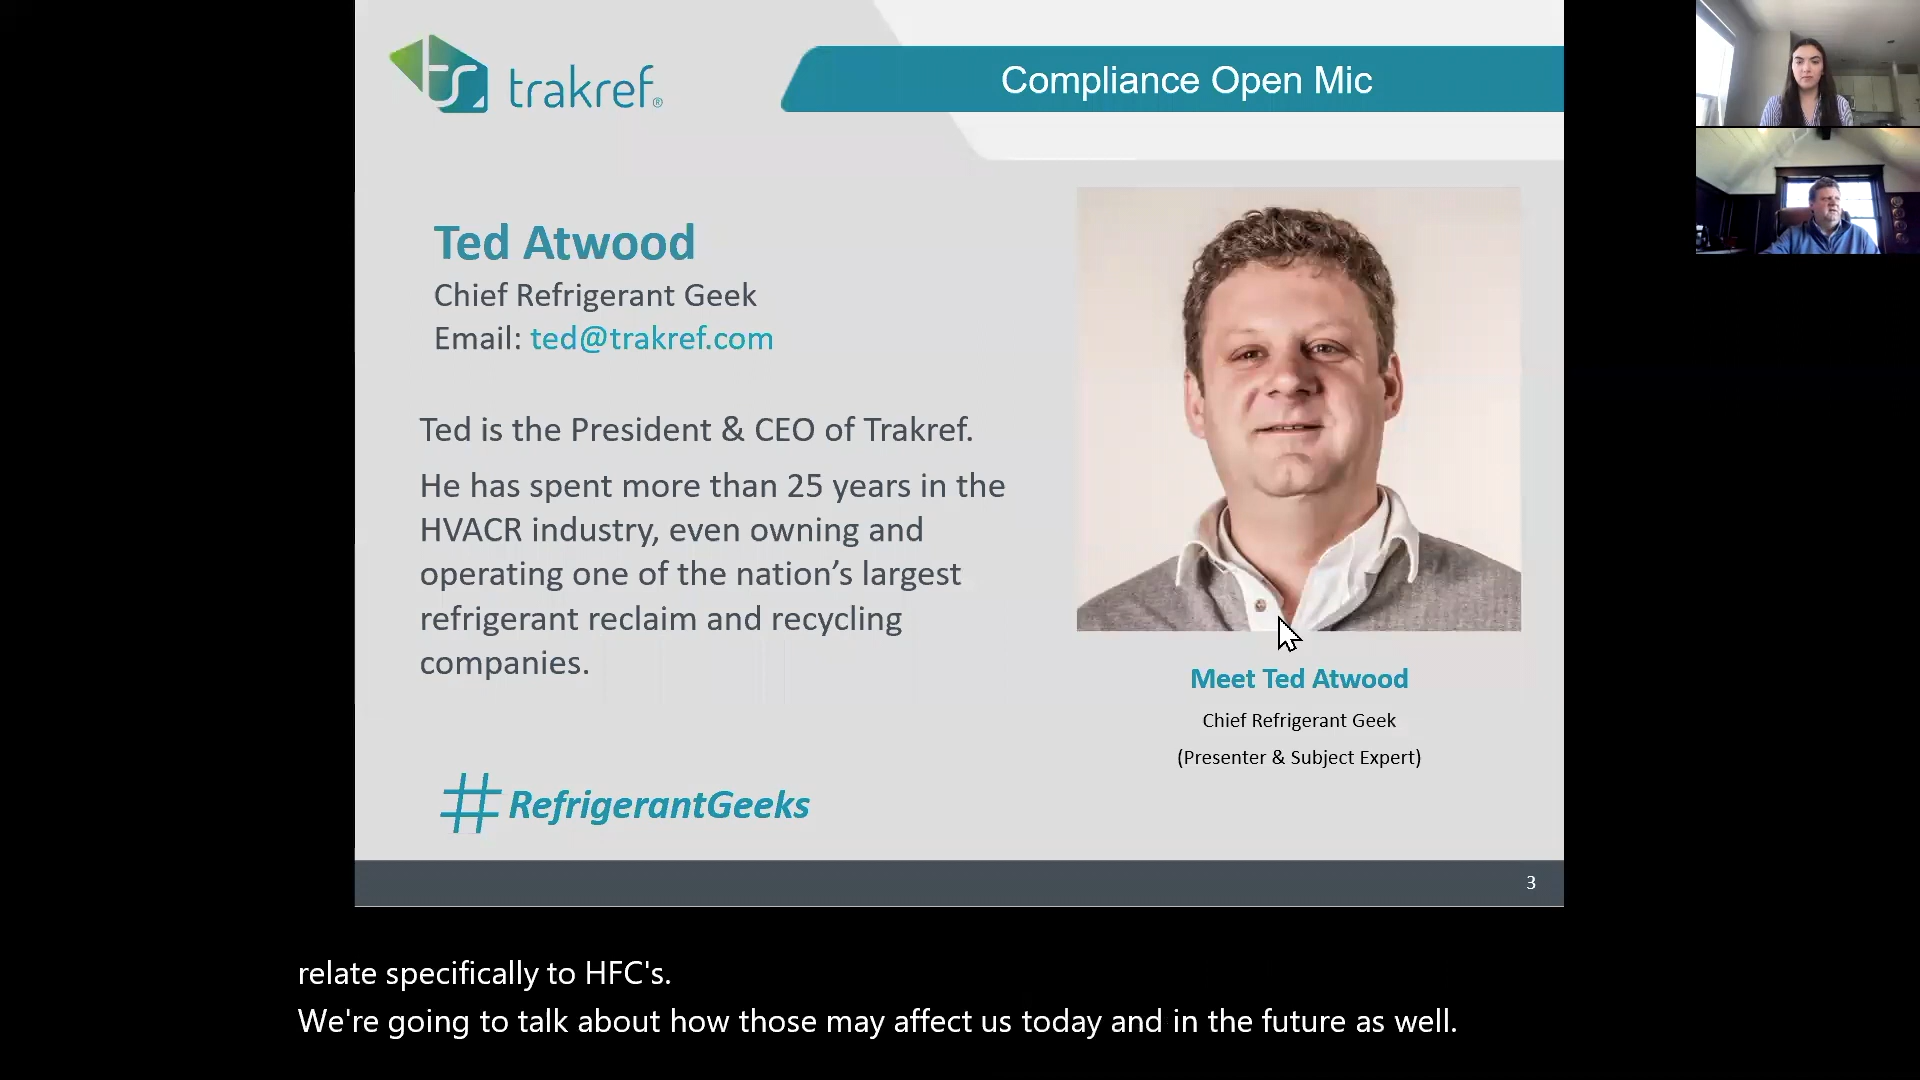 trakref®
Compliance Open Mic
Ted Atwood
Chief Refrigerant Geek
Email: ted@trakref.com
Ted is the President & CEO of Trakref.
He has spent more than 25 years in the
HVACR industry, even owning and
operating one of the nation’s largest
refrigerant reclaim and recycling
companies.
#RefrigerantGeeks
Meet Ted Atwood
Chief Refrigerant Geek
(Presenter & Subject Expert)
3
relate specifically to HFC's.
We're going to talk about how those may affect us today and in the future as well.